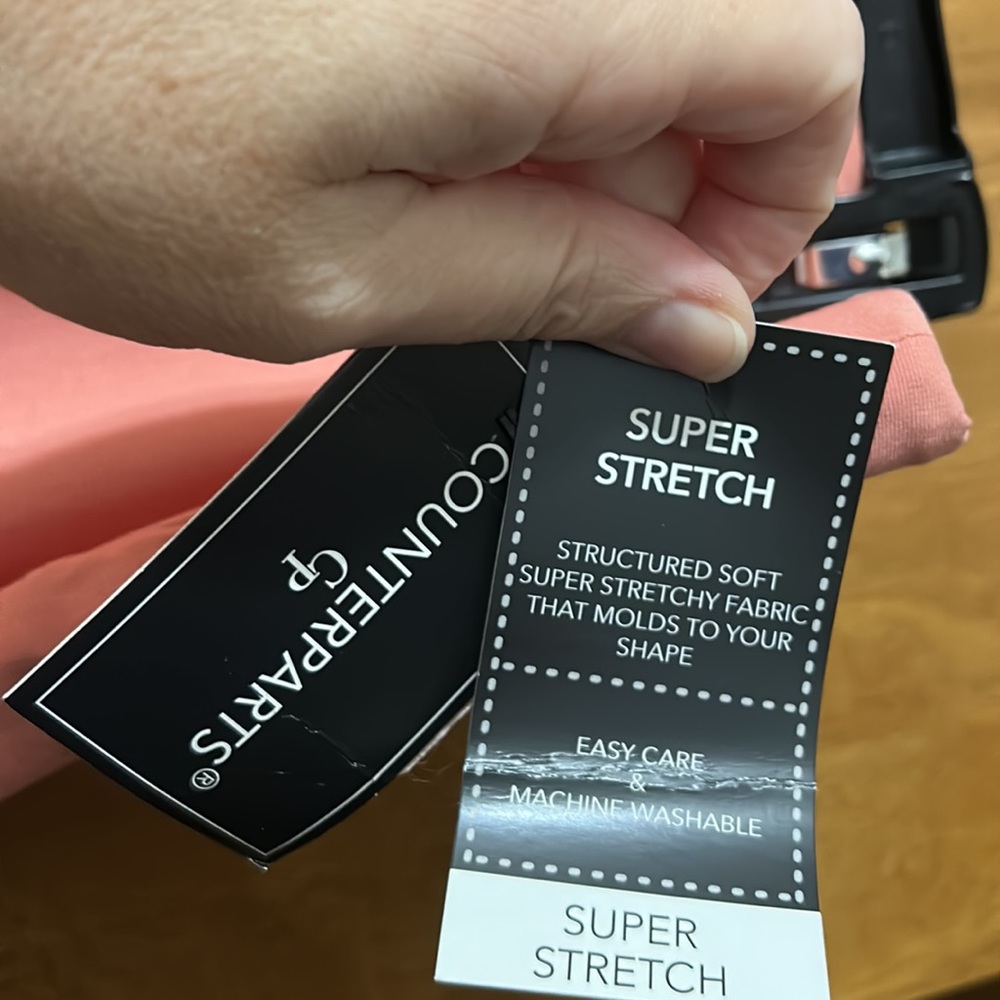 COUNTERPARTS®
CP
SUPER
STRETCH
STRUCTURED SOFT
SUPER STRETCHY FABRIC
THAT MOLDS TO YOUR
SHAPE
EASY CARE
&
MACHINE WASHABLE
SUPER
STRETCH